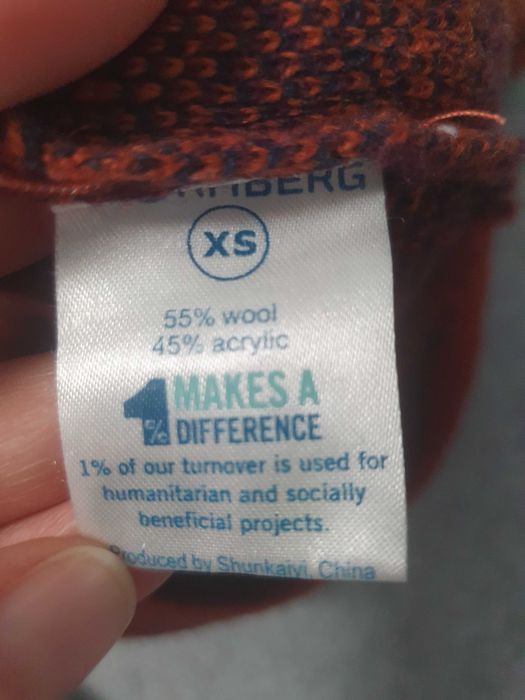 XS
55% wool
45% acrylic
1% MAKES A
DIFFERENCE
1% of our turnover is used for
humanitarian and socially
beneficial projects.
Produced by Shunkaiyi, China